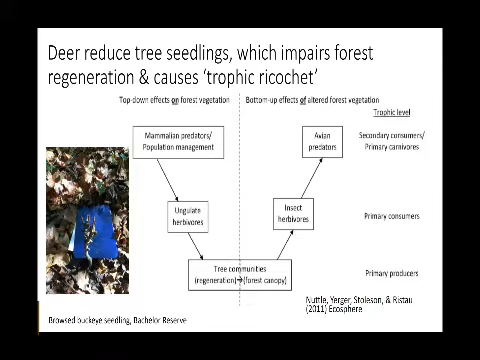 Deer reduce tree seedlings, which impairs forest
regeneration & causes ‘trophic ricochet’
Top-down effects on forest vegetation
Bottom-up effects of altered forest vegetation
Trophic level
Mammalian predators/
Population management
Avian
predators
Secondary consumers/
Primary carnivores
Ungulate
herbivores
Insect
herbivores
Primary consumers
Tree communities
(regeneration)→(forest canopy)
Primary producers
Nuttle, Yerger, Stoleson, & Ristau
(2011) Ecosphere
Browsed buckeye seedling, Bachelor Reserve